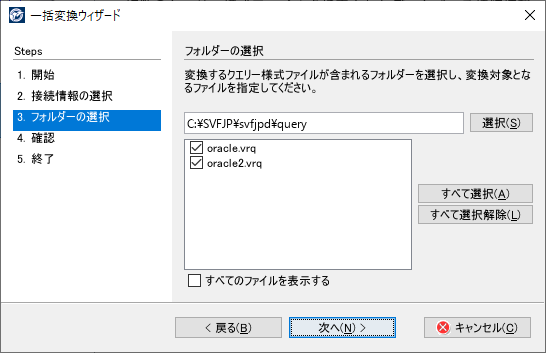 一括変換ウィザード
Steps
1. 開始
2. 接続情報の選択
3. フォルダーの選択
4. 確認
5. 終了
フォルダーの選択
変換するクエリー様式ファイルが含まれるフォルダーを選択し、変換対象とな
るファイルを指定してください。
C:¥SVFJP¥svfjpd¥query
選択(S)
oracle.vrq
oracle2.vrq
すべて選択(A)
すべて選択解除(L)
すべてのファイルを表示する
< 戻る(B)
次へ(N) >
キャンセル(C)